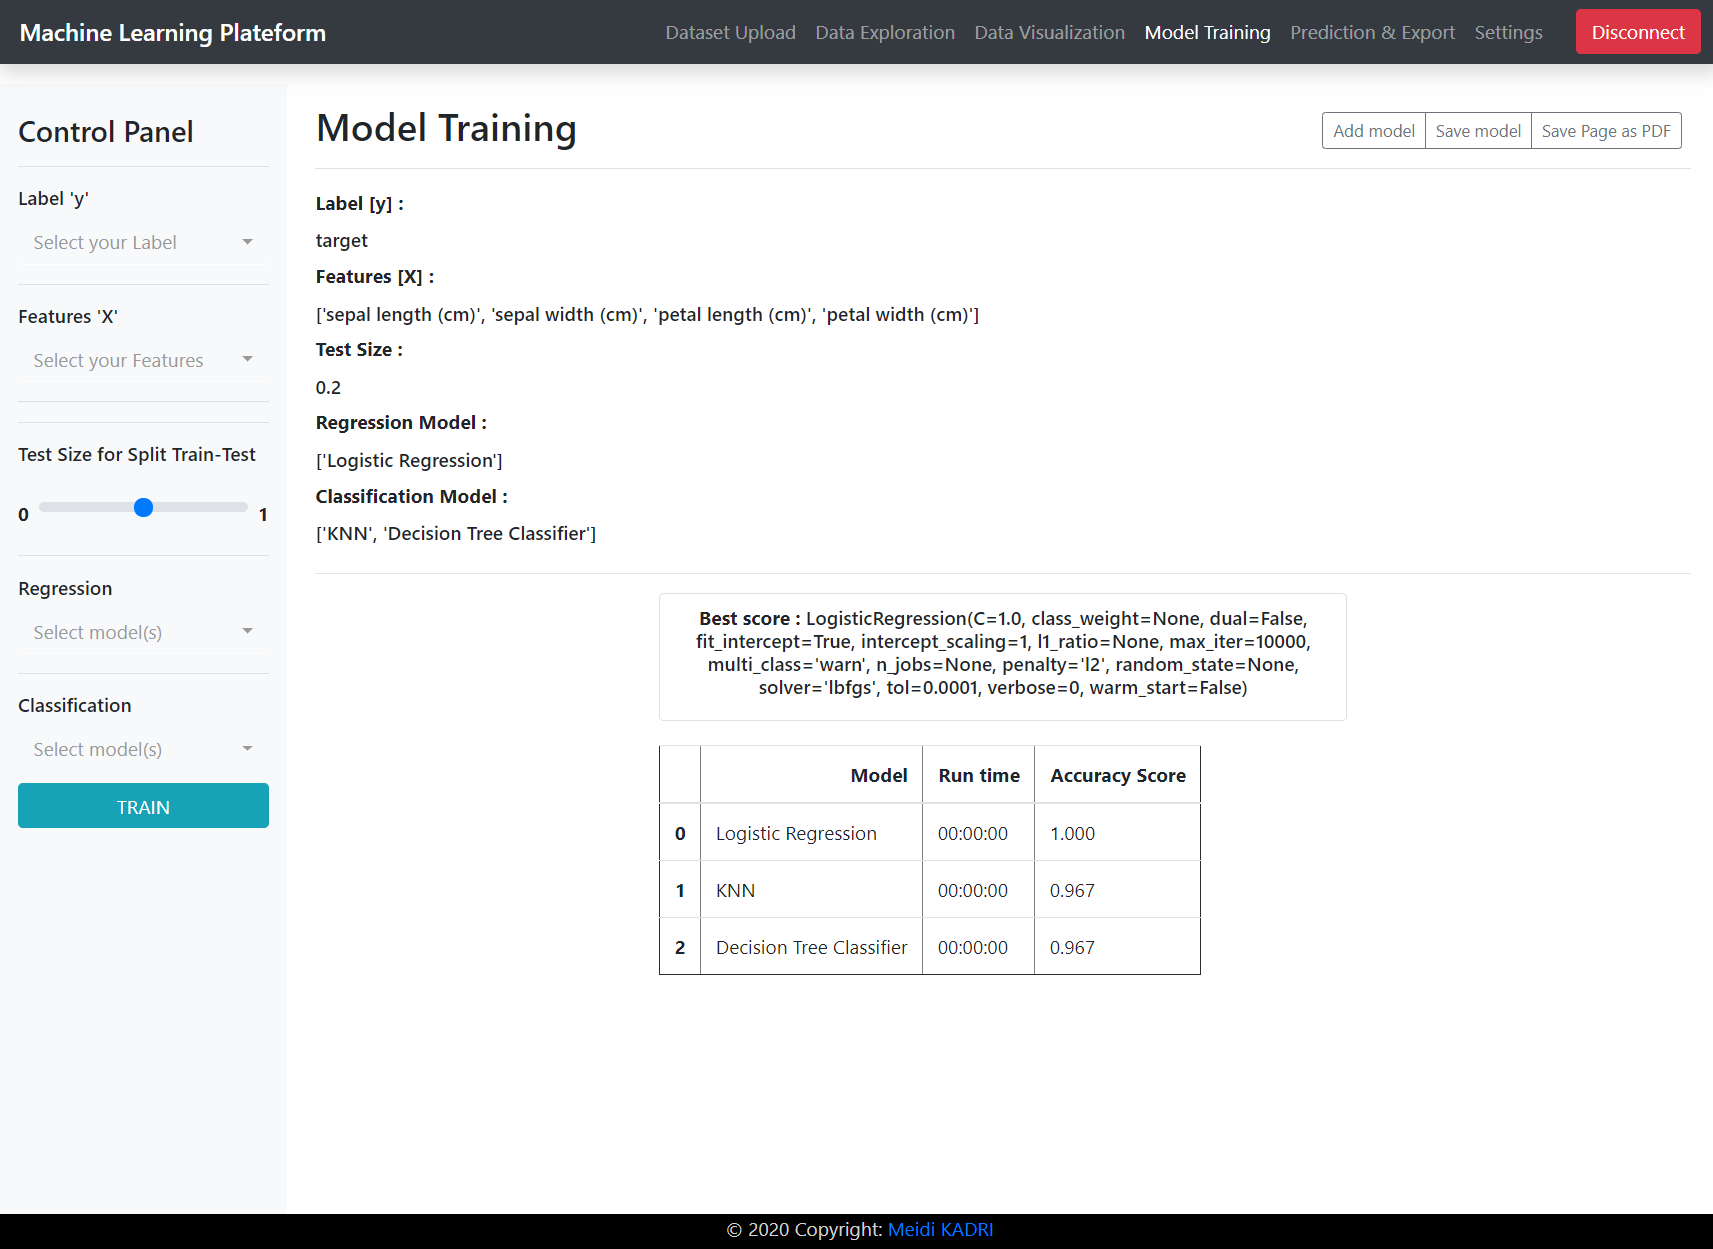 Machine Learning Plateform
Dataset Upload Data Exploration Data Visualization Model Training Prediction & Export Settings Disconnect
Control Panel
Label 'y'
Select your Label
Features 'X'
Select your Features
Test Size for Split Train-Test
0 1
Regression
Select model(s)
Classification
Select model(s)
TRAIN
Model Training
Add model Save model Save Page as PDF
Label [y] :
target
Features [X] :
['sepal length (cm)', 'sepal width (cm)', 'petal length (cm)', 'petal width (cm)']
Test Size :
0.2
Regression Model :
['Logistic Regression']
Classification Model :
['KNN', 'Decision Tree Classifier']
Best score : LogisticRegression(C=1.0, class_weight=None, dual=False,
fit_intercept=True, intercept_scaling=1, l1_ratio=None, max_iter=10000,
multi_class='warn', n_jobs=None, penalty='l2', random_state=None,
solver='lbfgs', tol=0.0001, verbose=0, warm_start=False)
Model Run time Accuracy Score
0 Logistic Regression 00:00:00 1.000
1 KNN 00:00:00 0.967
2 Decision Tree Classifier 00:00:00 0.967
© 2020 Copyright: Meidi KADRI